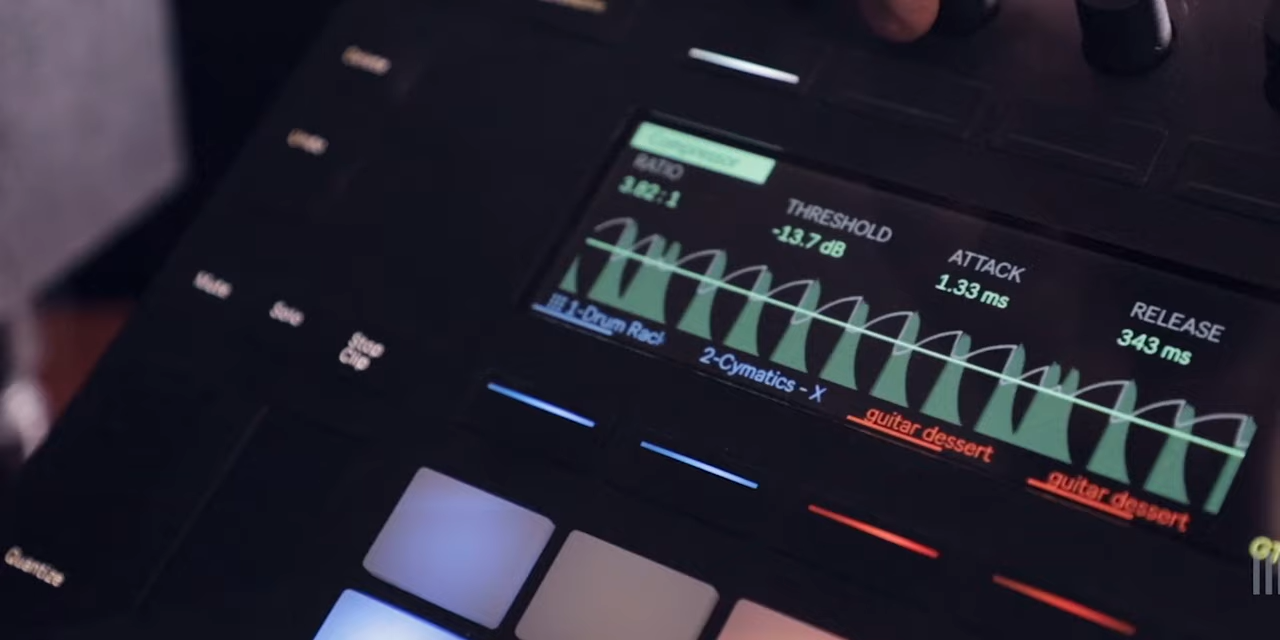 Undo
Mute
Solo
Stop
Clip
Quantize
Compressor
RATIO
3.82 : 1
THRESHOLD
-13.7 dB
ATTACK
1.33 ms
RELEASE
343 ms
1-Drum Rack
2-Cymatics - X
guitar dessert
guitar dessert